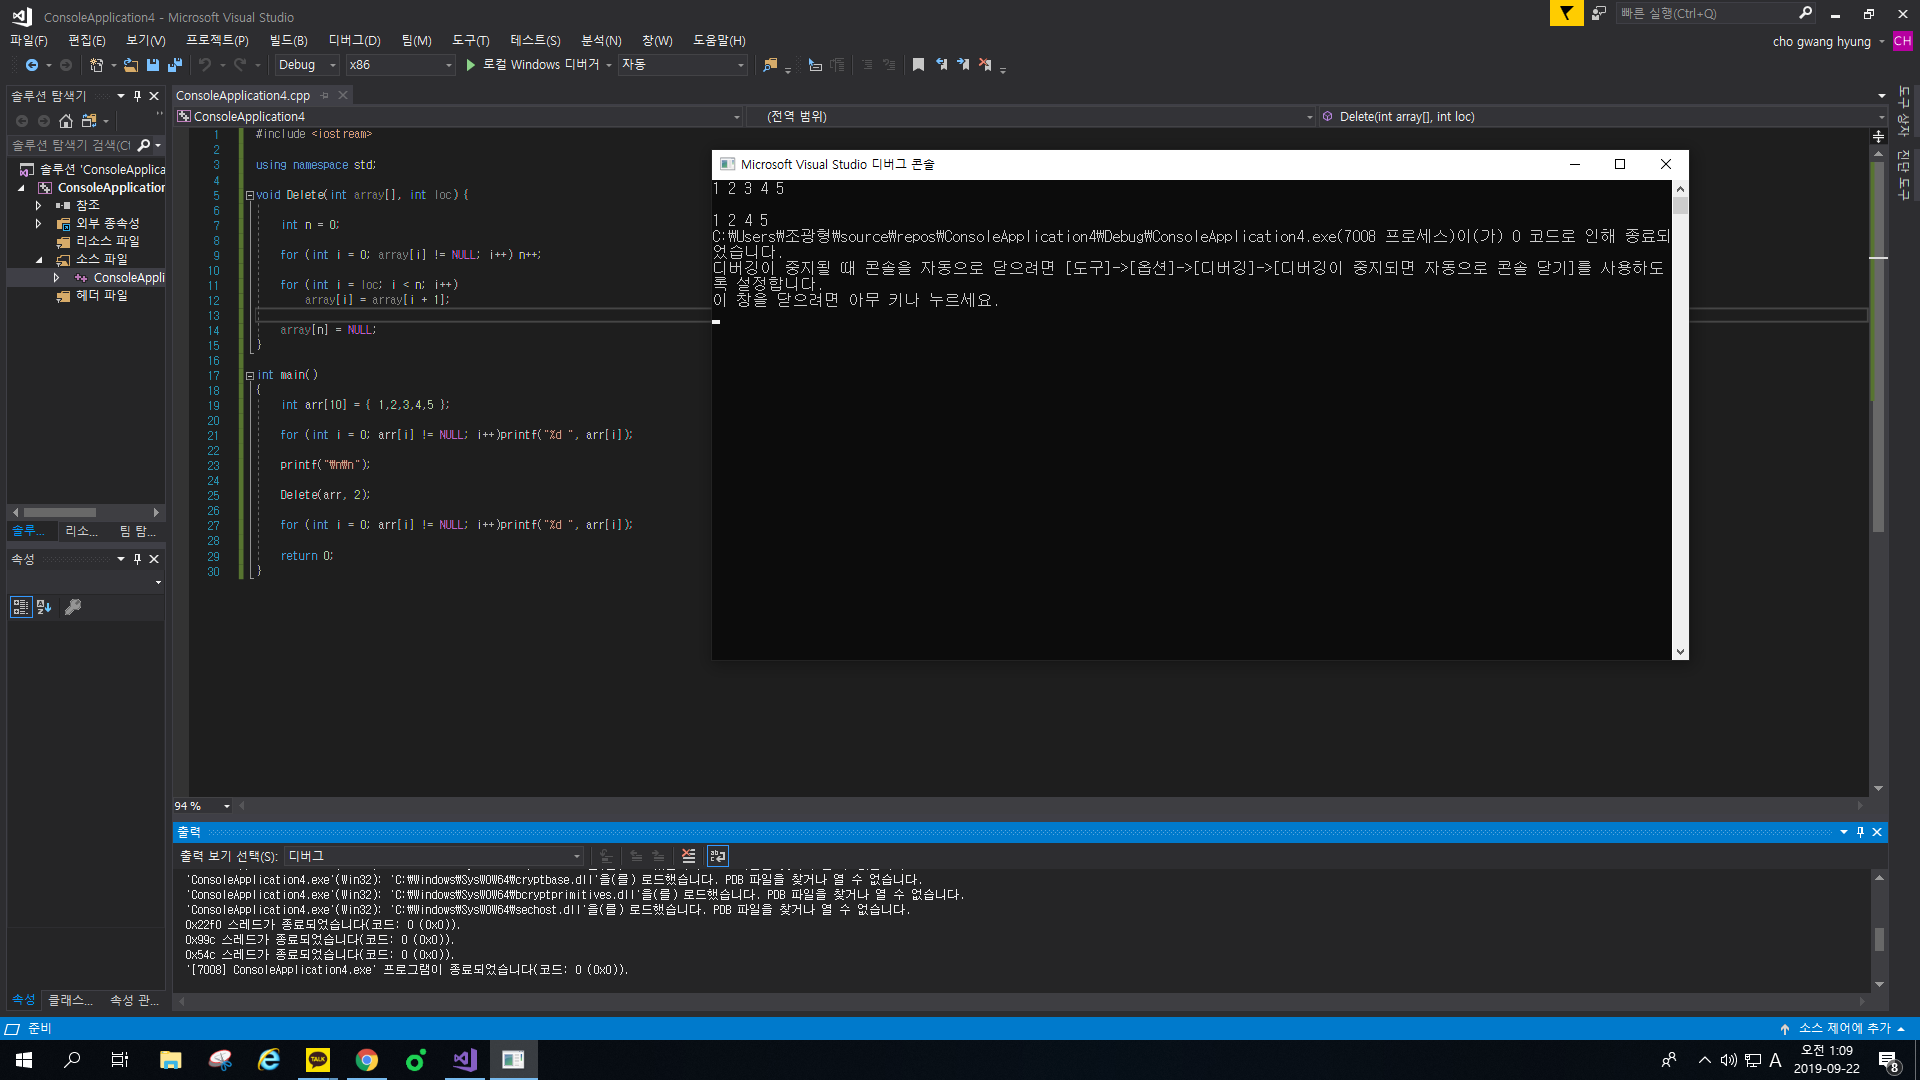 ConsoleApplication4 - Microsoft Visual Studio
빠른 실행(Ctrl+Q)
파일(F) 편집(E) 보기(V) 프로젝트(P) 빌드(B) 디버그(D) 팀(M) 도구(T) 테스트(S) 분석(N) 창(W) 도움말(H)
cho gwang hyung CH
Debug x86 로컬 Windows 디버거 자동
솔루션 탐색기
ConsoleApplication4.cpp
ConsoleApplication4 (전역 범위) Delete(int array[], int loc)
솔루션 탐색기 검색(Ct
솔루션 'ConsoleApplica
ConsoleApplication
참조
외부 종속성
리소스 파일
소스 파일
ConsoleAppli
헤더 파일
솔루... 리소... 팀 탐...
속성
1 #include <iostream>
2
3 using namespace std;
4
5 void Delete(int array[], int loc) {
6
7 int n = 0;
8
9 for (int i = 0; array[i] != NULL; i++) n++;
10
11 for (int i = loc; i < n; i++)
12 array[i] = array[i + 1];
13
14 array[n] = NULL;
15 }
16
17 int main()
18 {
19 int arr[10] = { 1,2,3,4,5 };
20
21 for (int i = 0; arr[i] != NULL; i++)printf("%d ", arr[i]);
22
23 printf("₩n₩n");
24
25 Delete(arr, 2);
26
27 for (int i = 0; arr[i] != NULL; i++)printf("%d ", arr[i]);
28
29 return 0;
30 }
Microsoft Visual Studio 디버그 콘솔
1 2 3 4 5
1 2 4 5
C:₩Users₩조광형₩source₩repos₩ConsoleApplication4₩Debug₩ConsoleApplication4.exe(7008 프로세스)이(가) 0 코드로 인해 종료되
었습니다.
디버깅이 중지될 때 콘솔을 자동으로 닫으려면 [도구]->[옵션]->[디버깅]->[디버깅이 중지되면 자동으로 콘솔 닫기]를 사용하도
록 설정합니다.
이 창을 닫으려면 아무 키나 누르세요.
도구 상자
진단 도구
94 %
출력
출력 보기 선택(S): 디버그
'ConsoleApplication4.exe'(Win32): 'C:₩Windows₩SysWOW64₩cryptbase.dll'을(를) 로드했습니다. PDB 파일을 찾거나 열 수 없습니다.
'ConsoleApplication4.exe'(Win32): 'C:₩Windows₩SysWOW64₩bcryptprimitives.dll'을(를) 로드했습니다. PDB 파일을 찾거나 열 수 없습니다.
'ConsoleApplication4.exe'(Win32): 'C:₩Windows₩SysWOW64₩sechost.dll'을(를) 로드했습니다. PDB 파일을 찾거나 열 수 없습니다.
0x22f0 스레드가 종료되었습니다(코드: 0 (0x0)).
0x99c 스레드가 종료되었습니다(코드: 0 (0x0)).
0x54c 스레드가 종료되었습니다(코드: 0 (0x0)).
'[7008] ConsoleApplication4.exe' 프로그램이 종료되었습니다(코드: 0 (0x0)).
속성 클래스... 속성 관...
준비
소스 제어에 추가
TALK
A
오전 1:09
2019-09-22
8